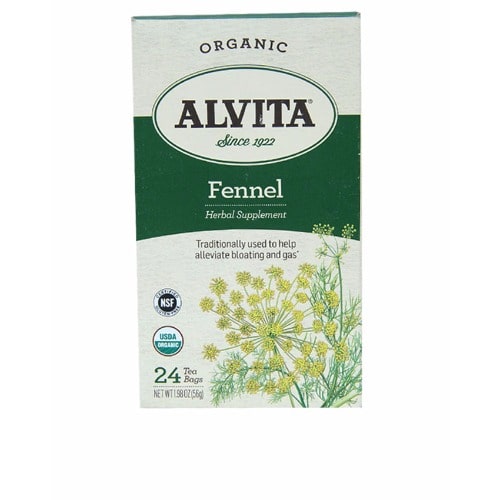 ORGANIC
ALVITA®
Since 1922
Fennel
Herbal Supplement
Traditionally used to help
alleviate bloating and gas*
NSF
USDA
ORGANIC
24 Tea
Bags
NET WT 1.98 OZ (56g)